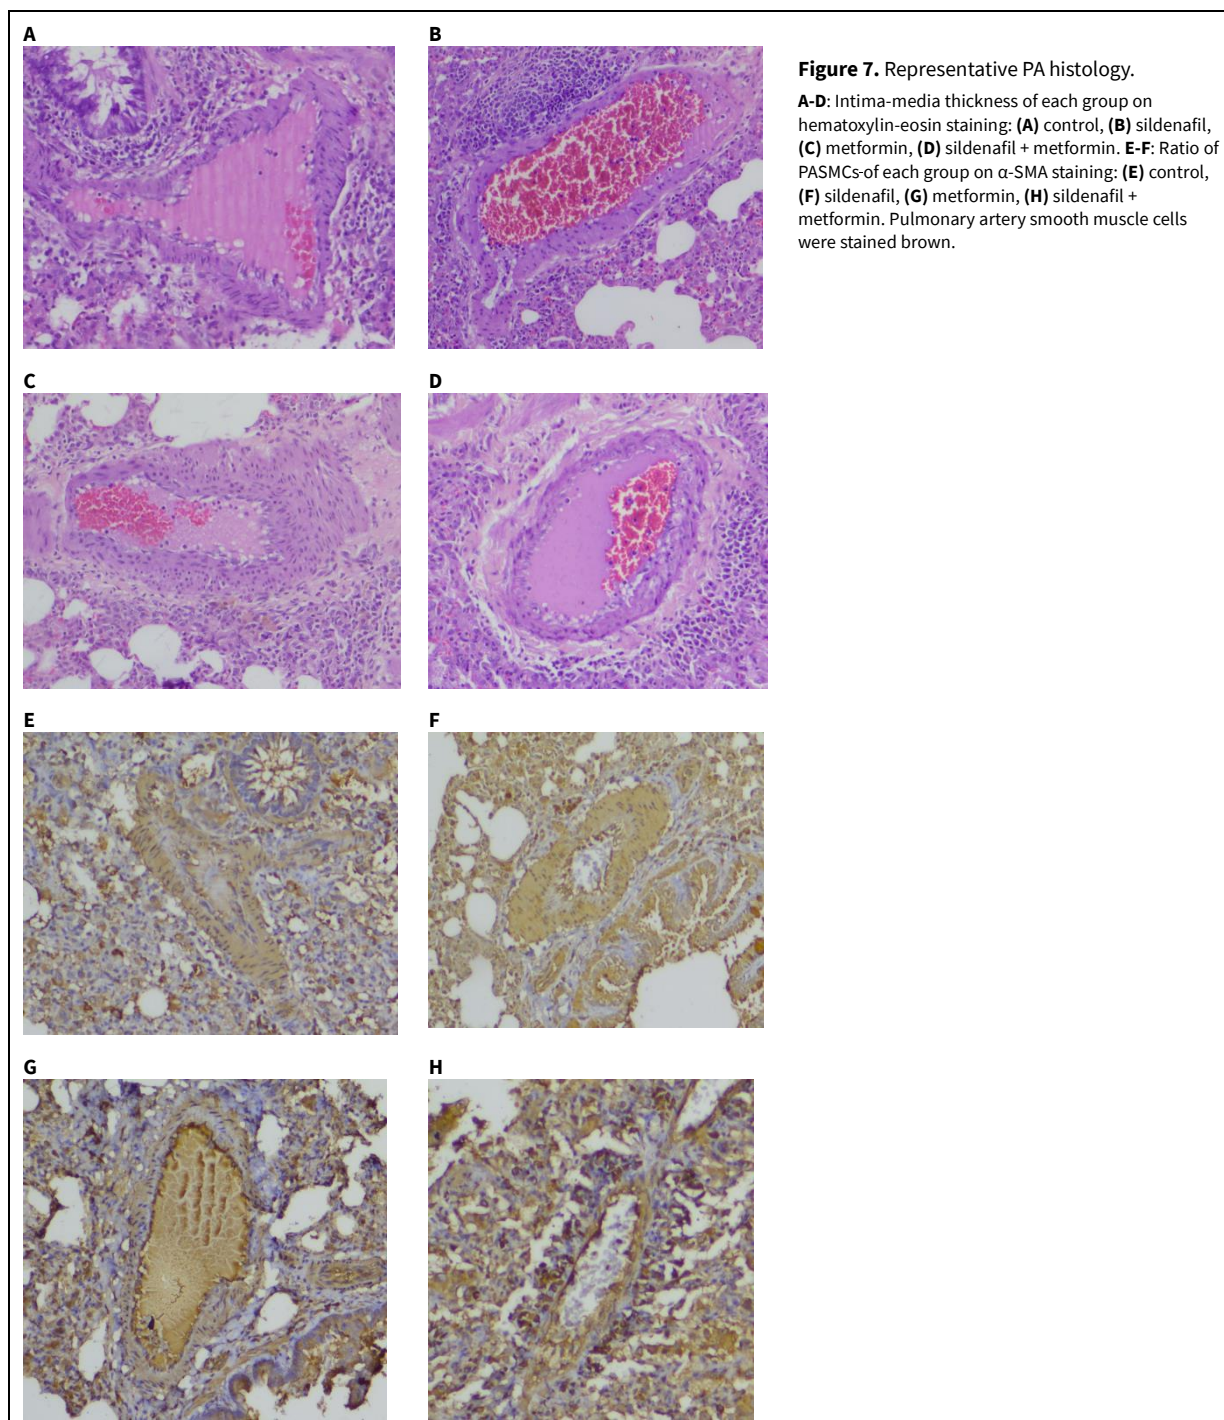 A
B
Figure 7. Representative PA histology.
A-D: Intima-media thickness of each group on
hematoxylin-eosin staining: (A) control, (B) sildenafil,
(C) metformin, (D) sildenafil + metformin. E-F: Ratio of
PASMCs-of each group on α-SMA staining: (E) control,
(F) sildenafil, (G) metformin, (H) sildenafil +
metformin. Pulmonary artery smooth muscle cells
were stained brown.
C
D
E
F
G
H